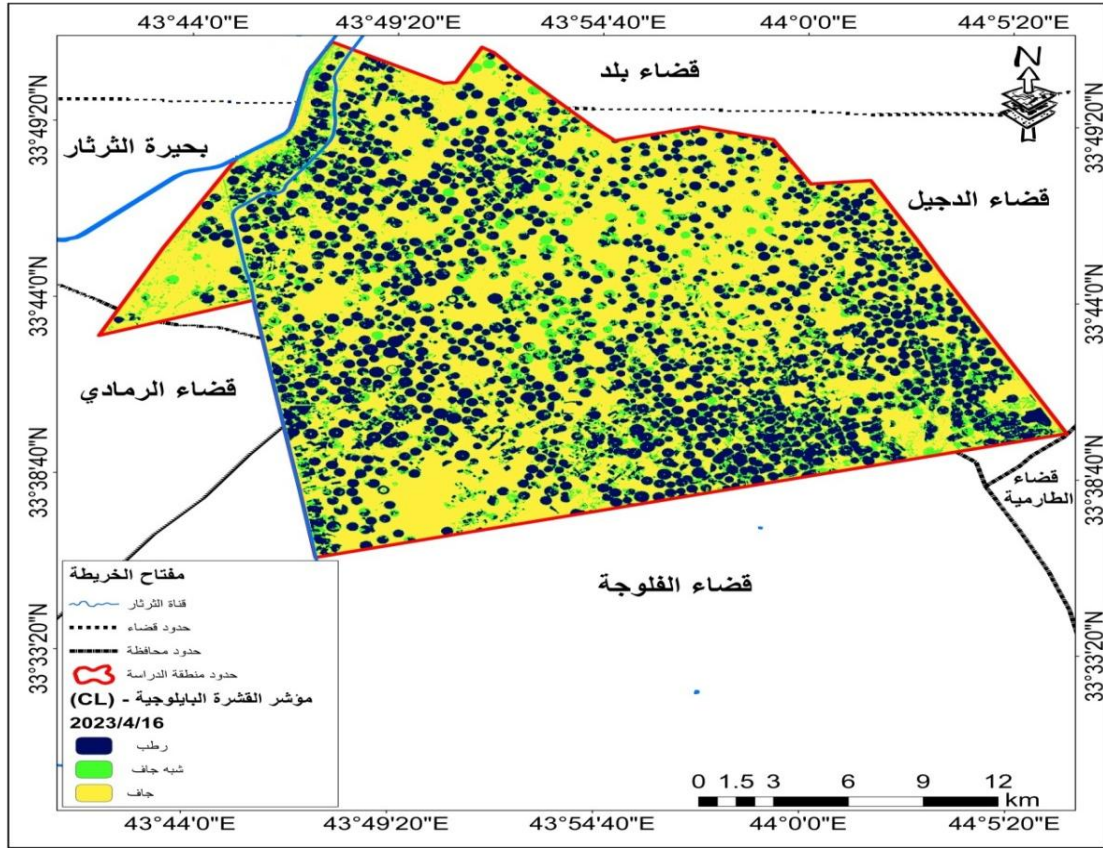 43°44'0"E 43°49'20"E 43°54'40"E 44°0'0"E 44°5'20"E
N
قضاء بلد
33°49'20"N
33°49'20"N
بحيرة الثرثار
قضاء الدجيل
33°44'0"N
33°44'0"N
قضاء الرمادي
33°38'40"N
33°38'40"N
قضاء
الطارمية
قضاء الفلوجة
33°33'20"N
33°33'20"N
مفتاح الخريطة
قناة الثرثار
حدود قضاء
حدود محافظة
حدود منطقة الدراسة
مؤشر القشرة البايلوجية - (CL)
2023/4/16
رطب
شبه جاف
جاف
0 1.5 3 6 9 12
km
43°44'0"E 43°49'20"E 43°54'40"E 44°0'0"E 44°5'20"E